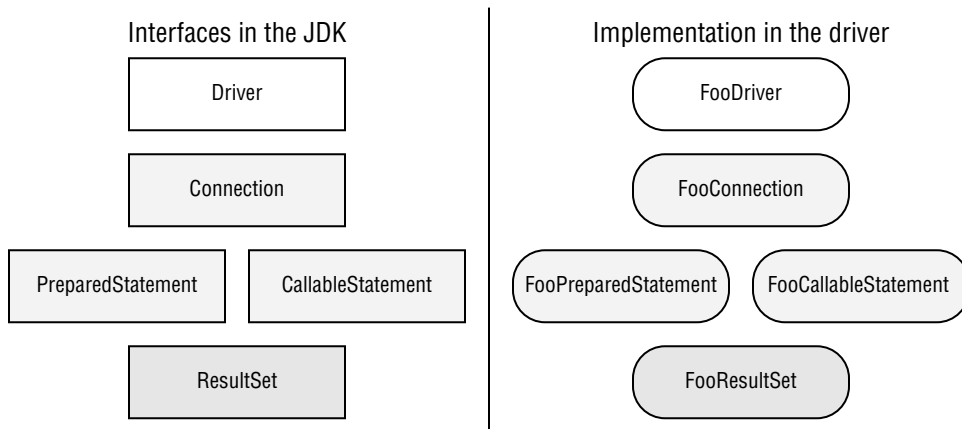 Interfaces in the JDK
Driver
Connection
PreparedStatement
CallableStatement
ResultSet
Implementation in the driver
FooDriver
FooConnection
FooPreparedStatement
FooCallableStatement
FooResultSet